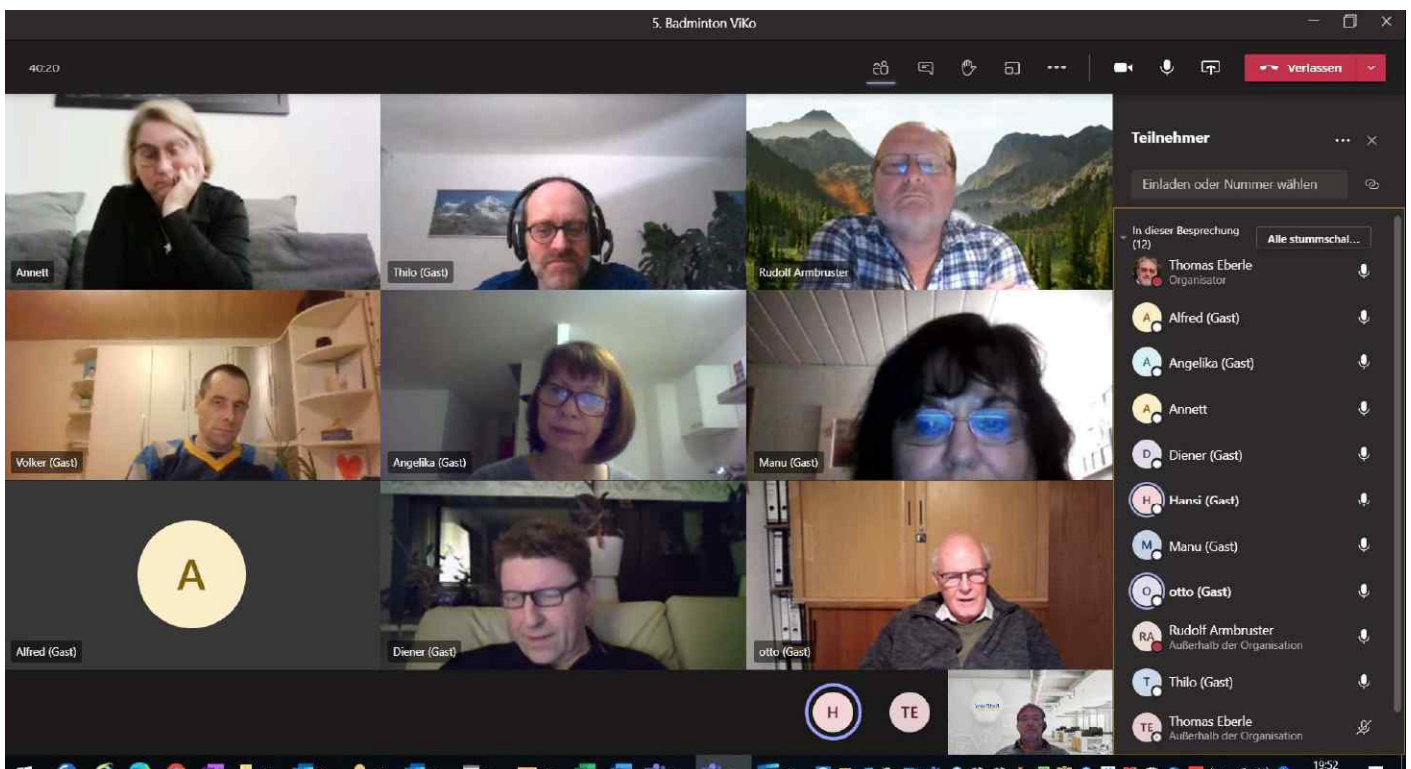 5. Badminton ViKo
40:20
Verlassen
Annett
Thilo (Gast)
Rudolf Armbruster
Volker (Gast)
Angelika (Gast)
Manu (Gast)
A
Alfred (Gast)
Diener (Gast)
otto (Gast)
H
TE
Teilnehmer
Einladen oder Nummer wählen
In dieser Besprechung
(12)
Alle stummschal...
Thomas Eberle
Organisator
A
Alfred (Gast)
A
Angelika (Gast)
A
Annett
D
Diener (Gast)
H
Hansi (Gast)
M
Manu (Gast)
O
otto (Gast)
RA
Rudolf Armbruster
Außerhalb der Organisation
T
Thilo (Gast)
TE
Thomas Eberle
Außerhalb der Organisation
19:52